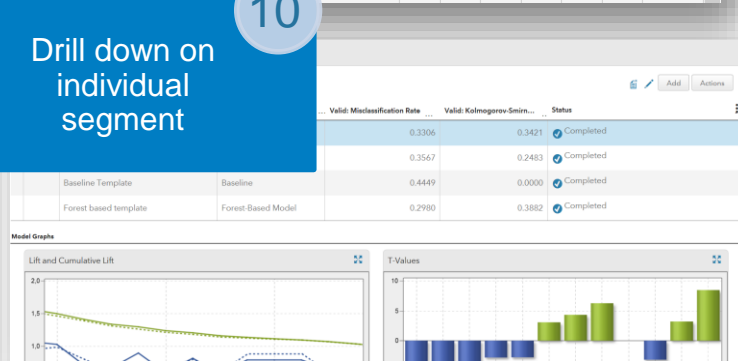 10
Drill down on
individual
segment
Add Actions
... Valid: Misclassification Rate ... Valid: Kolmogorov-Smirn... ... Status
0.3306 0.3421 Completed
0.3567 0.2483 Completed
Baseline Template Baseline 0.4449 0.0000 Completed
Forest based template Forest-Based Model 0.2980 0.3882 Completed
Model Graphs
Lift and Cumulative Lift T-Values
2,0 10
1,5 5
1,0 0